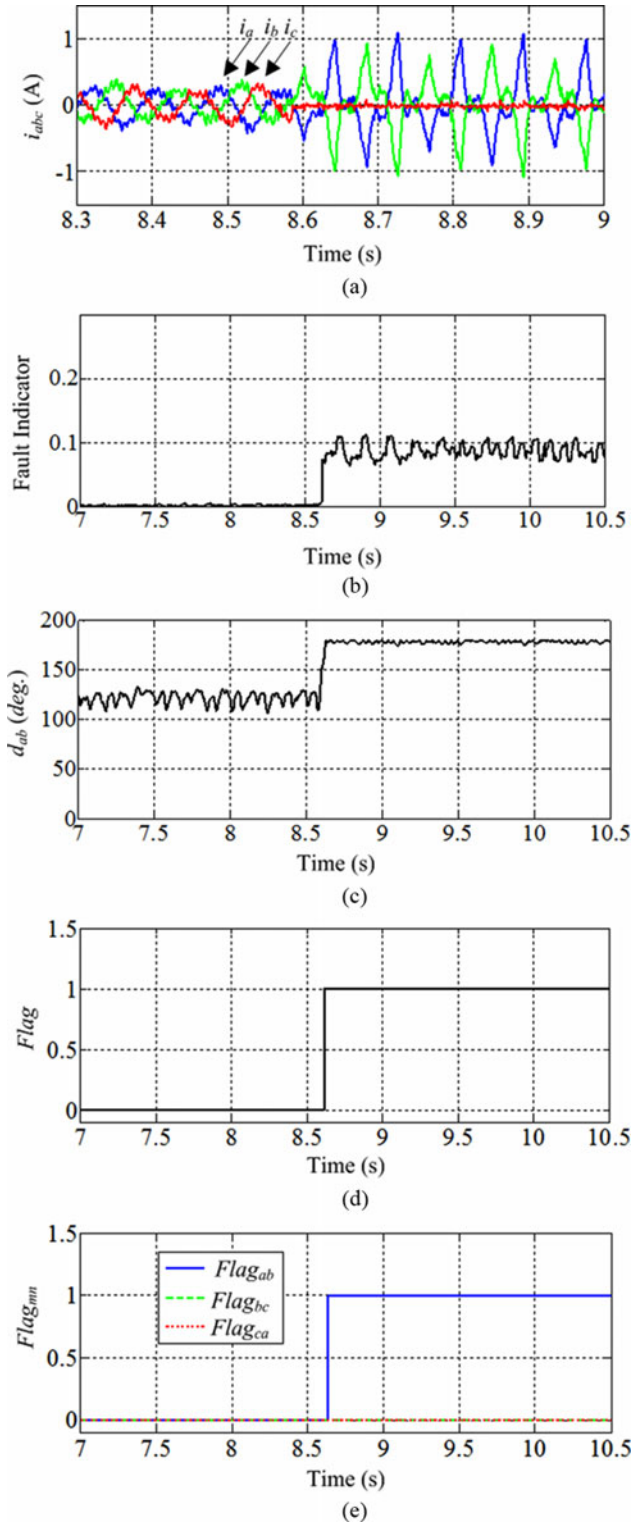 i_a i_b i_c
i_abc (A)
1
0
-1
8.3 8.4 8.5 8.6 8.7 8.8 8.9 9
Time (s)
(a)
Fault Indicator
0.2
0.1
0
7 7.5 8 8.5 9 9.5 10 10.5
Time (s)
(b)
d_ab (deg.)
200
150
100
50
0
7 7.5 8 8.5 9 9.5 10 10.5
Time (s)
(c)
Flag
1.5
1
0.5
0
7 7.5 8 8.5 9 9.5 10 10.5
Time (s)
(d)
Flag_mn
1.5
1
0.5
0
Flag_ab
Flag_bc
Flag_ca
7 7.5 8 8.5 9 9.5 10 10.5
Time (s)
(e)